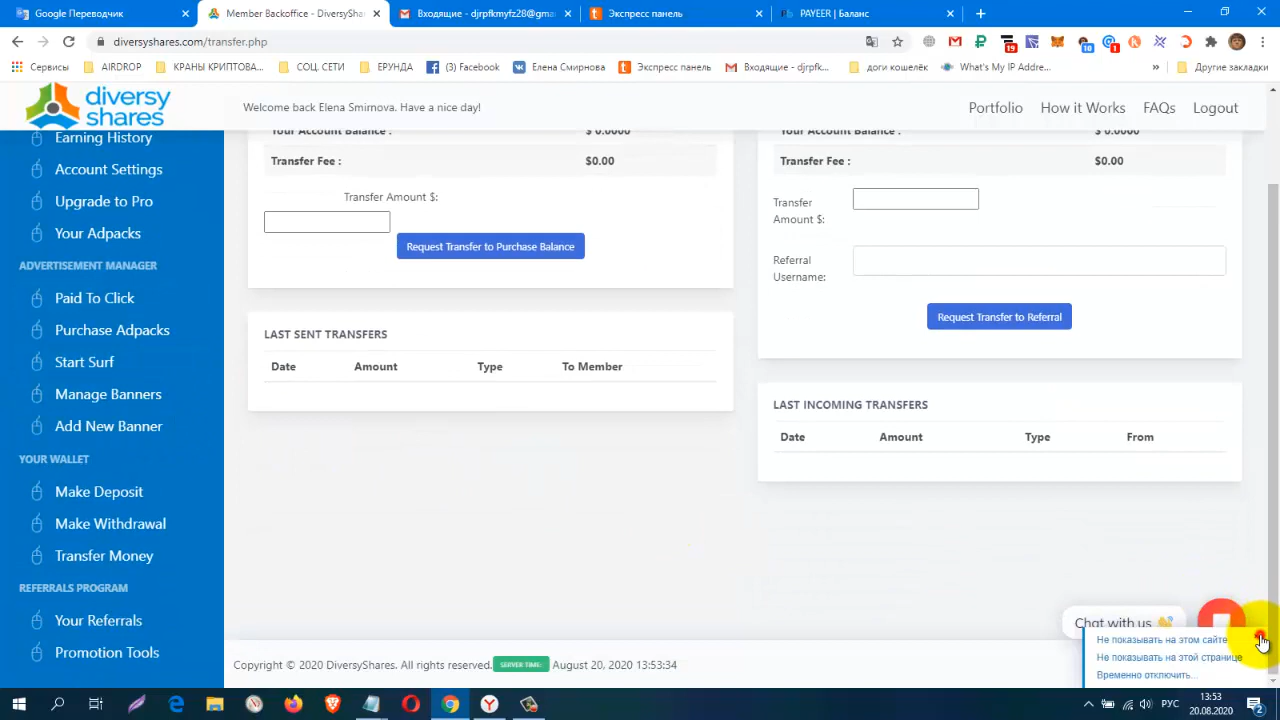 Google Переводчик
Member Backoffice - DiversySha
Входящие - djrpfkmyfz28@gma
Экспресс панель
PAYEER | Баланс
diversyshares.com/transfer.php
Сервисы
AIRDROP
КРАНЫ КРИПТОВА...
СОЦ. СЕТИ
ЕРУНДА
(3) Facebook
Елена Смирнова
Экспресс панель
Входящие - djrpfk...
доги кошелёк
What's My IP Addre...
»
Другие закладки
19
10
1
diversy
shares
Welcome back Elena Smirnova. Have a nice day!
Portfolio
How it Works
FAQs
Logout
Earning History
Account Settings
Upgrade to Pro
Your Adpacks
ADVERTISEMENT MANAGER
Paid To Click
Purchase Adpacks
Start Surf
Manage Banners
Add New Banner
YOUR WALLET
Make Deposit
Make Withdrawal
Transfer Money
REFERRALS PROGRAM
Your Referrals
Promotion Tools
Your Account Balance : $ 0.0000
Transfer Fee : $0.00
Transfer Amount $:
Request Transfer to Purchase Balance
LAST SENT TRANSFERS
Date Amount Type To Member
Your Account Balance : $ 0.0000
Transfer Fee : $0.00
Transfer
Amount $:
Referral
Username:
Request Transfer to Referral
LAST INCOMING TRANSFERS
Date Amount Type From
Chat with us
Не показывать на этом сайте
Не показывать на этой странице
Временно отключить...
Copyright © 2020 DiversyShares. All rights reserved. SERVER TIME: August 20, 2020 13:53:34
РУС
13:53
20.08.2020
2